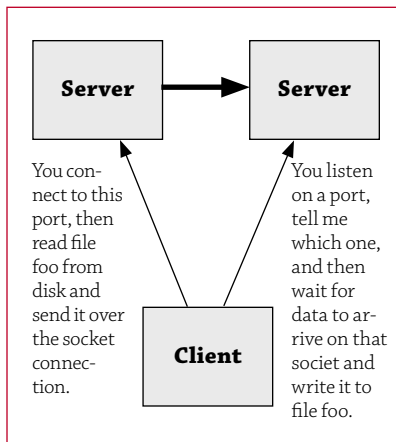 Server
Server
You con-
nect to this
port, then
read file
foo from
disk and
send it over
the socket
connec-
tion.
You listen
on a port,
tell me
which one,
and then
wait for
data to ar-
rive on that
societ and
write it to
file foo.
Client